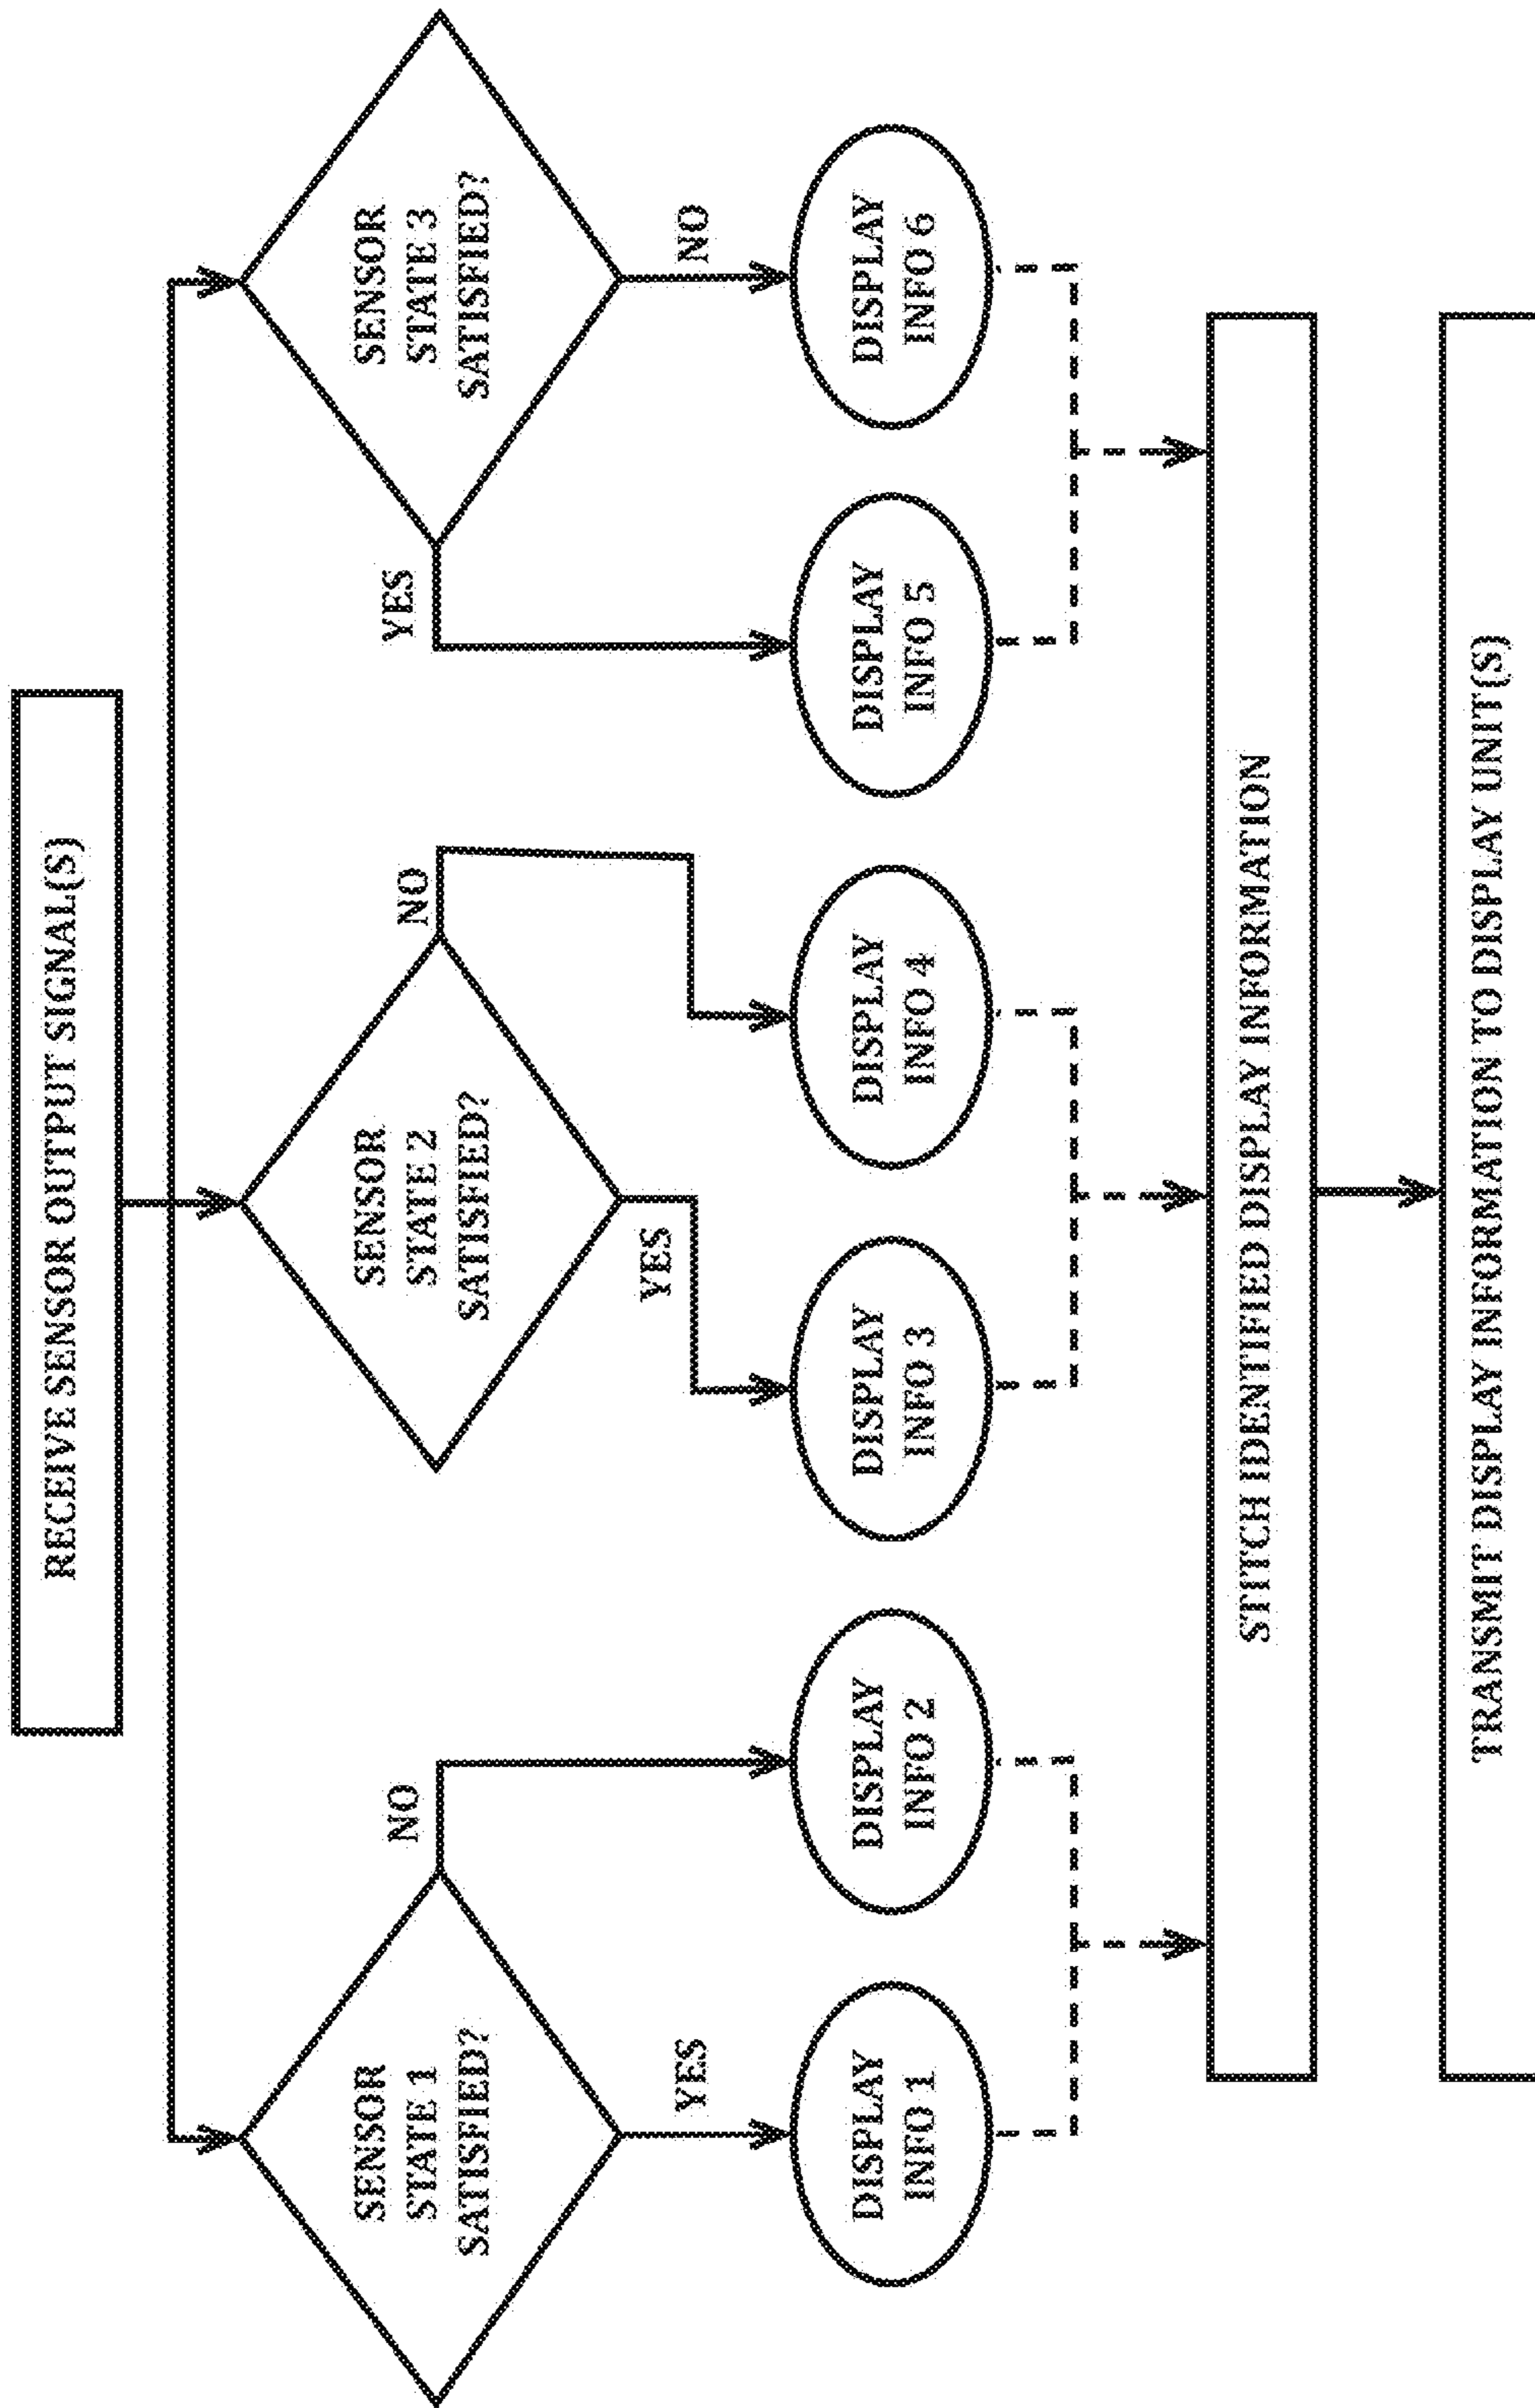 RECEIVE SENSOR OUTPUT SIGNAL(S)
SENSOR
STATE 1
SATISFIED?
NO
YES
SENSOR
STATE 2
SATISFIED?
NO
YES
SENSOR
STATE 3
SATISFIED?
YES
NO
DISPLAY
INFO 1
DISPLAY
INFO 2
DISPLAY
INFO 3
DISPLAY
INFO 4
DISPLAY
INFO 5
DISPLAY
INFO 6
STITCH IDENTIFIED DISPLAY INFORMATION
TRANSMIT DISPLAY INFORMATION TO DISPLAY UNIT(S)